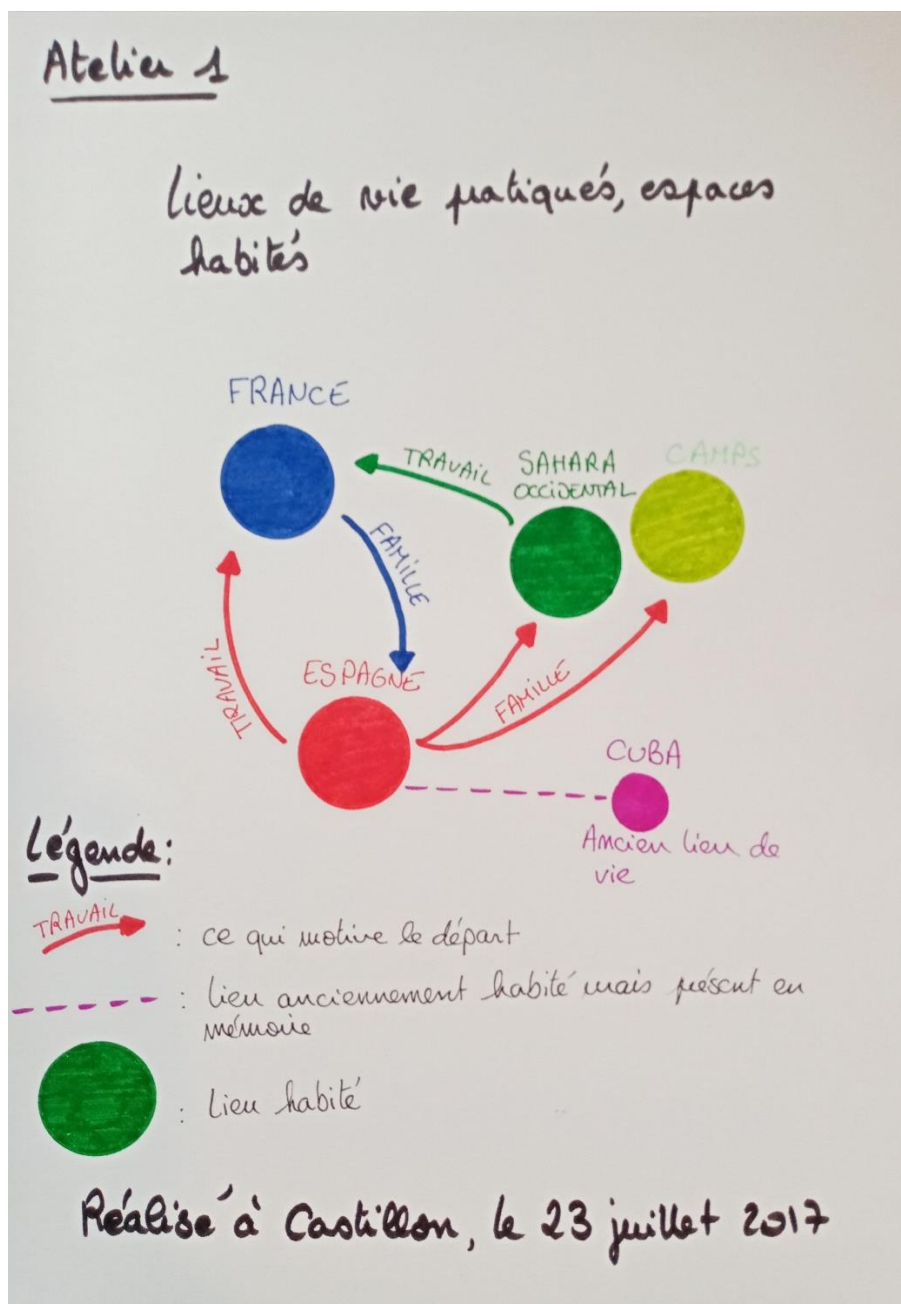 Atelier 1
Lieux de vie pratiqués, espaces
habités
FRANCE
TRAVAIL
SAHARA
OCCIDENTAL
CAMPS
FAMILLE
TRAVAIL
ESPAGNE
FAMILLE
CUBA
Ancien lieu de
vie
Légende :
TRAVAIL
: ce qui motive le départ
: lieu anciennement habité mais présent en
mémoire
: Lieu habité
Réalisé à Castillon, le 23 juillet 2017